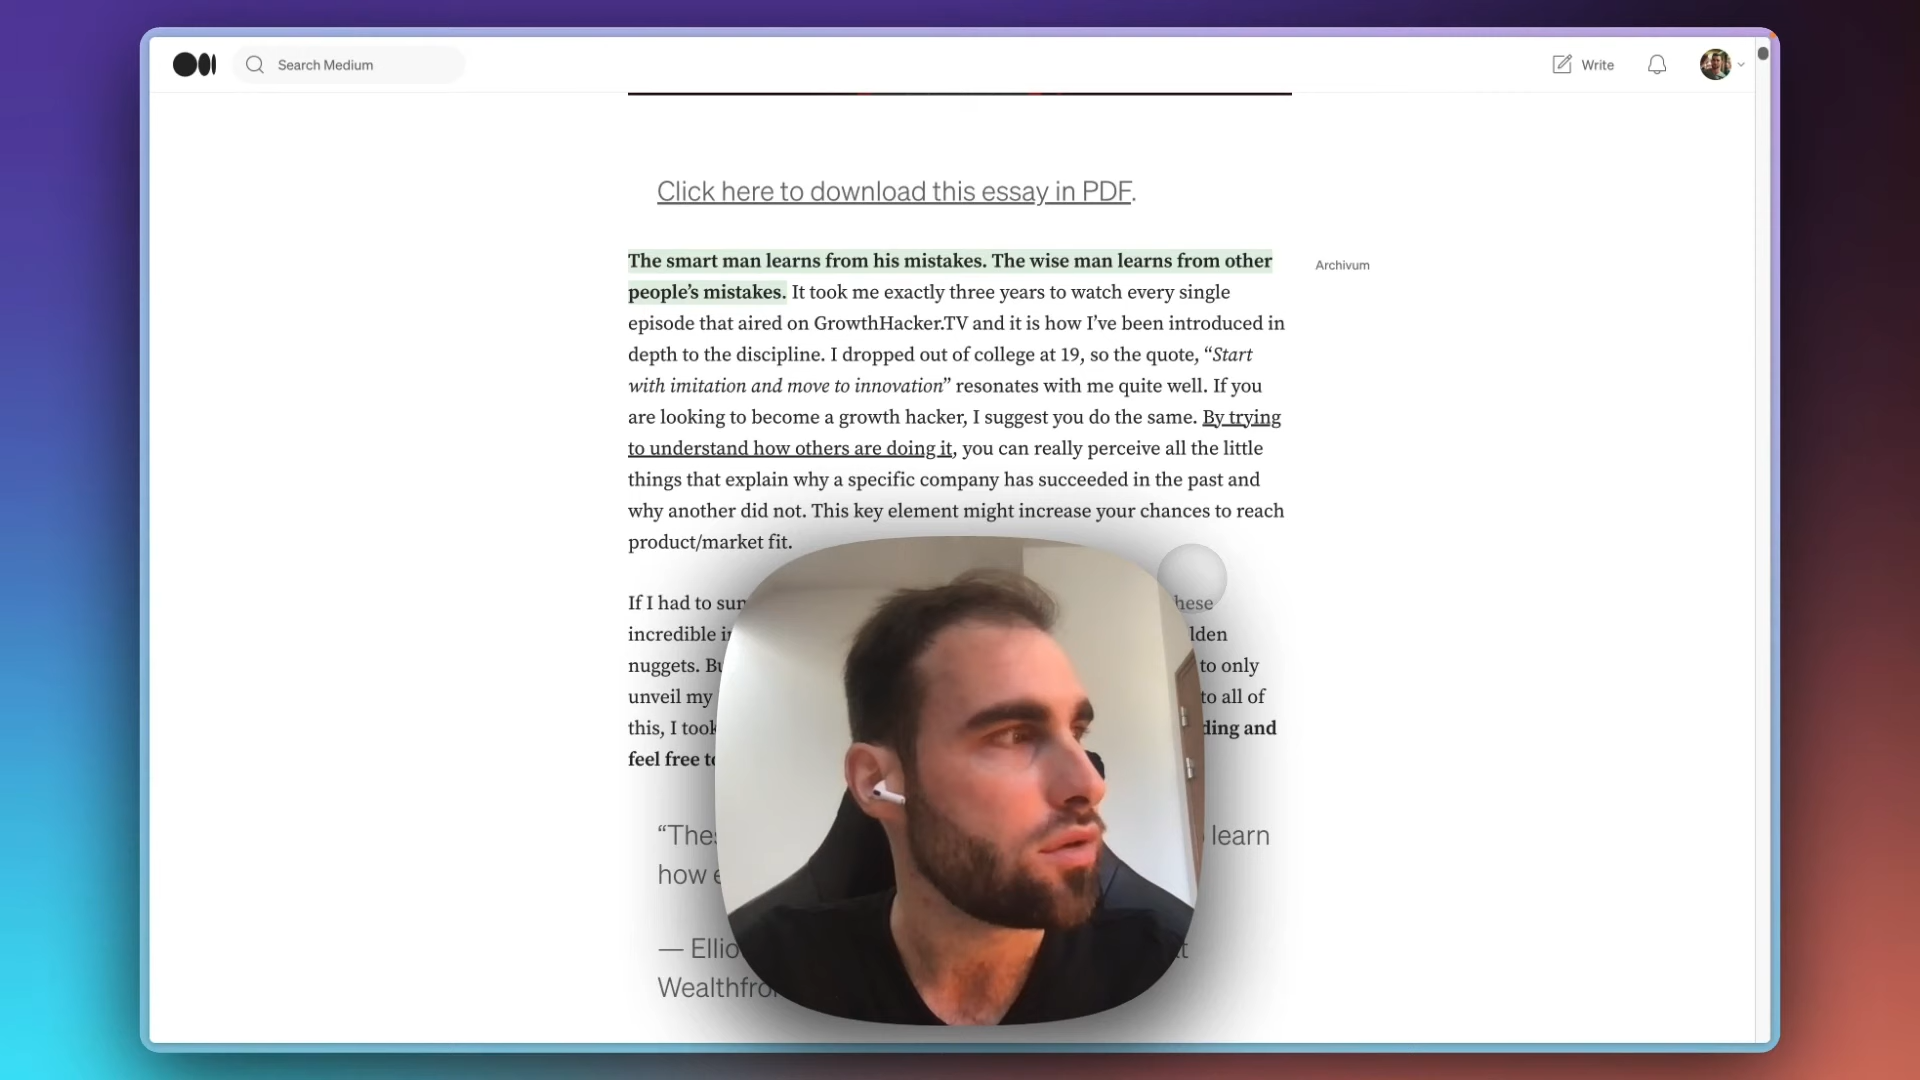 Search Medium
Write
Click here to download this essay in PDF.
The smart man learns from his mistakes. The wise man learns from other
people’s mistakes. It took me exactly three years to watch every single
episode that aired on GrowthHacker.TV and it is how I’ve been introduced in
depth to the discipline. I dropped out of college at 19, so the quote, “Start
with imitation and move to innovation” resonates with me quite well. If you
are looking to become a growth hacker, I suggest you do the same. By trying
to understand how others are doing it, you can really perceive all the little
things that explain why a specific company has succeeded in the past and
why another did not. This key element might increase your chances to reach
product/market fit.
Archivum
If I had to
incredible
nuggets. to only
unveil my to all of
this, I took and
feel free
learn
how
—